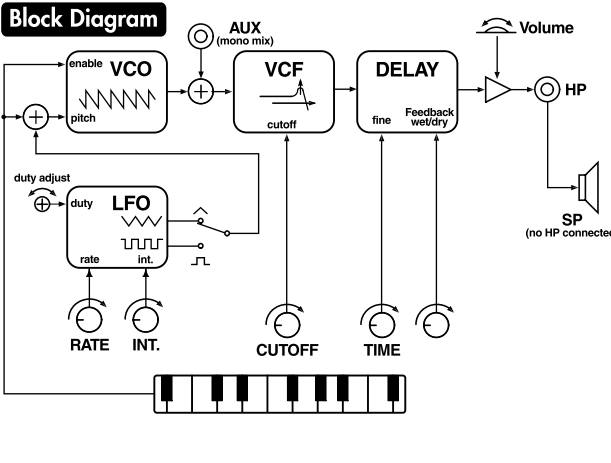 Block Diagram
AUX
(mono mix)
Volume
enable
VCO
pitch
VCF
cutoff
DELAY
fine
Feedback
wet/dry
HP
duty adjust
duty
LFO
rate
int.
SP
(no HP connecte
RATE
INT.
CUTOFF
TIME